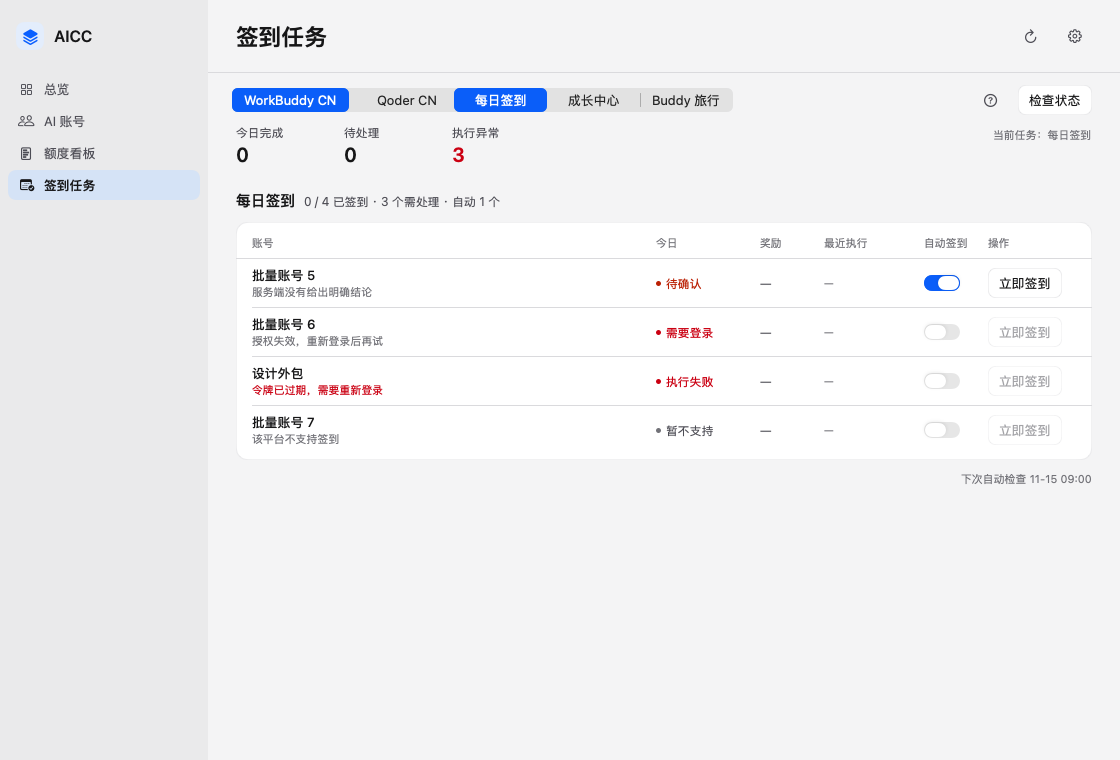 AICC
签到任务
总览
AI 账号
额度看板
签到任务
WorkBuddy CN
Qoder CN
每日签到
成长中心
Buddy 旅行
检查状态
今日完成
待处理
执行异常
当前任务：每日签到
0
0
3
每日签到 0 / 4 已签到 · 3 个需处理 · 自动 1 个
账号 今日 奖励 最近执行 自动签到 操作
批量账号 5
服务端没有给出明确结论
待确认 — — 立即签到
批量账号 6
授权失效，重新登录后再试
需要登录 — — 立即签到
设计外包
令牌已过期，需要重新登录
执行失败 — — 立即签到
批量账号 7
该平台不支持签到
暂不支持 — — 立即签到
下次自动检查 11-15 09:00